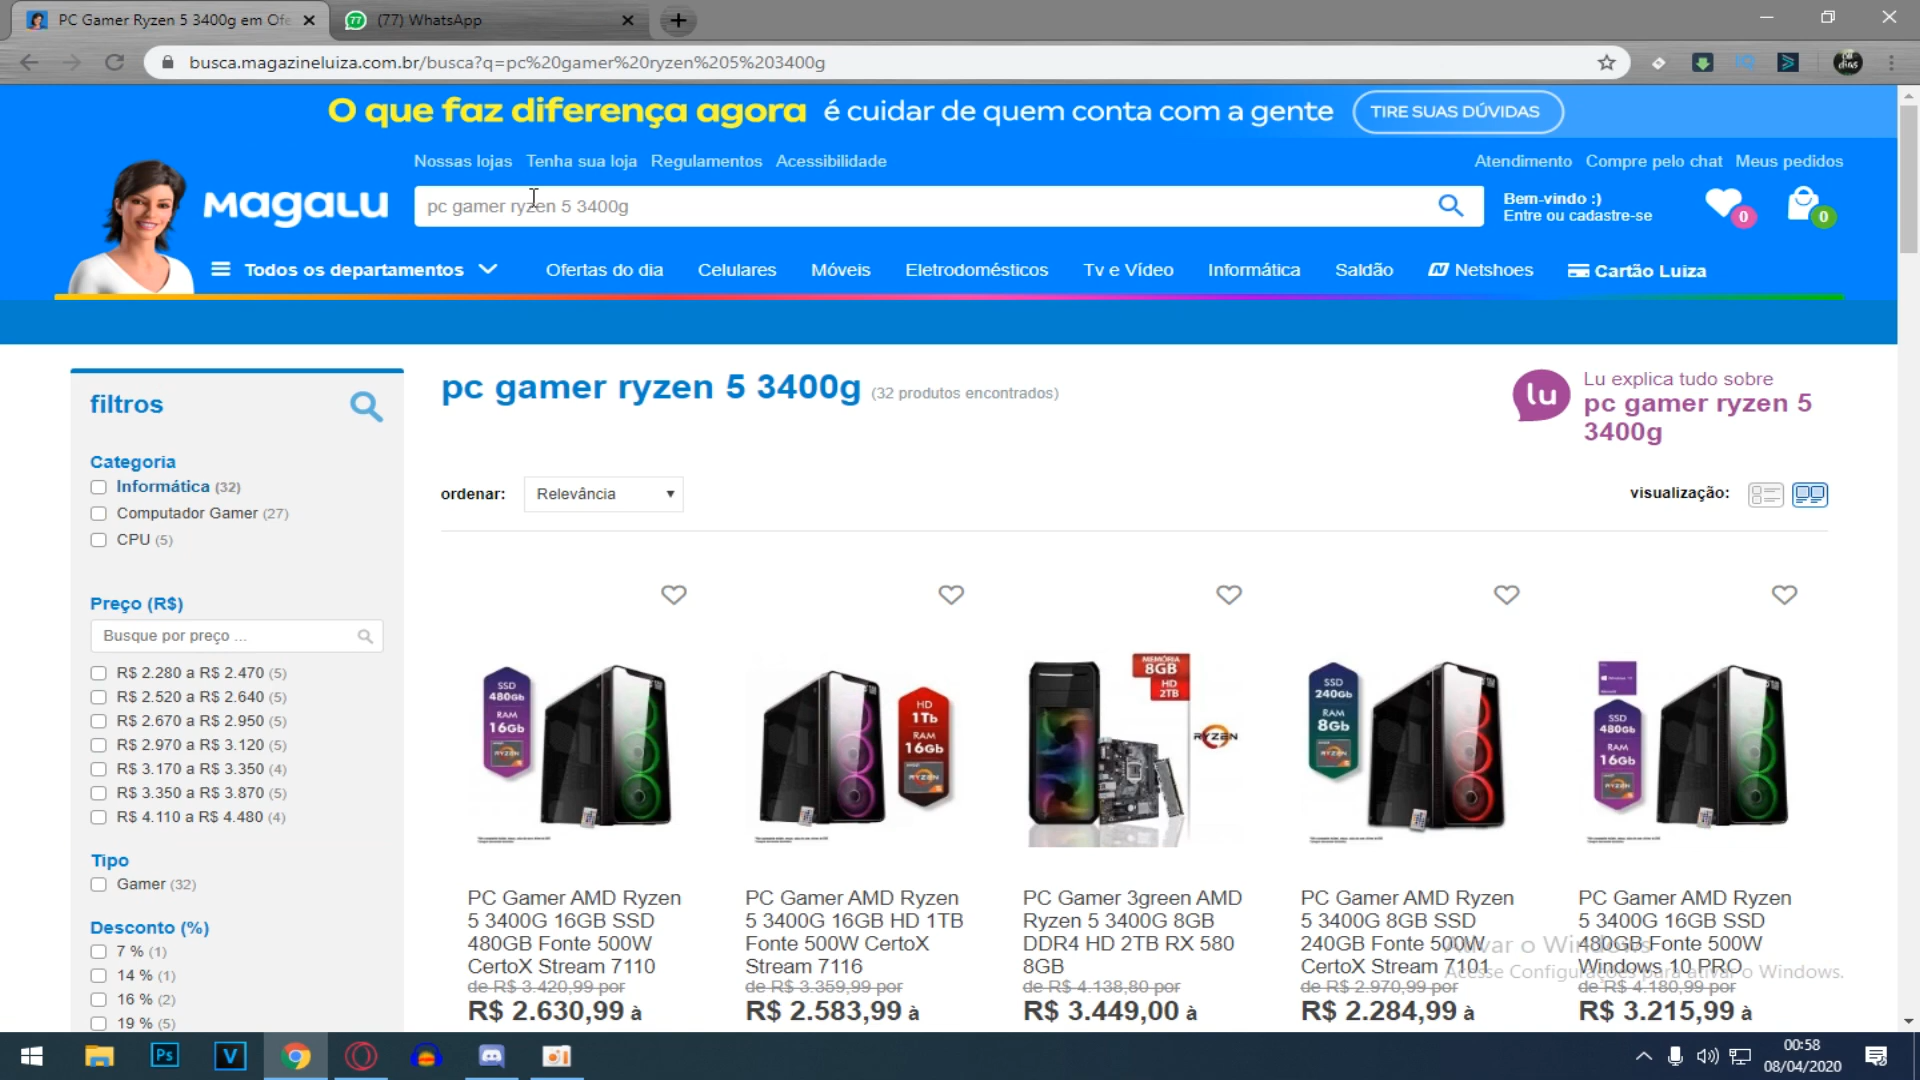 PC Gamer Ryzen 5 3400g em Ofe
(77) WhatsApp
busca.magazineluiza.com.br/busca?q=pc%20gamer%20ryzen%205%203400g
O que faz diferença agora é cuidar de quem conta com a gente
TIRE SUAS DÚVIDAS
Nossas lojas Tenha sua loja Regulamentos Acessibilidade
Atendimento Compre pelo chat Meus pedidos
MAGALU
pc gamer ryzen 5 3400g
Bem-vindo :)
Entre ou cadastre-se
0
0
Todos os departamentos
Ofertas do dia Celulares Móveis Eletrodomésticos Tv e Vídeo Informática Saldão Netshoes Cartão Luiza
filtros
Categoria
Informática (32)
Computador Gamer (27)
CPU (5)
Preço (R$)
Busque por preço ...
R$ 2.280 a R$ 2.470 (5)
R$ 2.520 a R$ 2.640 (5)
R$ 2.670 a R$ 2.950 (5)
R$ 2.970 a R$ 3.120 (5)
R$ 3.170 a R$ 3.350 (4)
R$ 3.350 a R$ 3.870 (5)
R$ 4.110 a R$ 4.480 (4)
Tipo
Gamer (32)
Desconto (%)
7 % (1)
14 % (1)
16 % (2)
19 % (5)
pc gamer ryzen 5 3400g (32 produtos encontrados)
lu
Lu explica tudo sobre
pc gamer ryzen 5
3400g
ordenar:
Relevância
visualização:
SSD
480Gb
RAM
16Gb
RYZEN
PC Gamer AMD Ryzen
5 3400G 16GB SSD
480GB Fonte 500W
CertoX Stream 7110
de R$ 3.420,99 por
R$ 2.630,99 à
HD
1Tb
RAM
16Gb
RYZEN
PC Gamer AMD Ryzen
5 3400G 16GB HD 1TB
Fonte 500W CertoX
Stream 7116
de R$ 3.359,99 por
R$ 2.583,99 à
MEMÓRIA
8GB
HD
2TB
RYZEN
PC Gamer 3green AMD
Ryzen 5 3400G 8GB
DDR4 HD 2TB RX 580
8GB
de R$ 4.138,80 por
R$ 3.449,00 à
SSD
240Gb
RAM
8Gb
RYZEN
PC Gamer AMD Ryzen
5 3400G 8GB SSD
240GB Fonte 500W
CertoX Stream 7101
de R$ 2.970,99 por
R$ 2.284,99 à
SSD
480Gb
RAM
16Gb
RYZEN
PC Gamer AMD Ryzen
5 3400G 16GB SSD
480GB Fonte 500W
Windows 10 PRO
de R$ 4.180,99 por
R$ 3.215,99 à
Ativar o Windows
Acesse Configurações para ativar o Windows.
Ps
V
00:58
08/04/2020